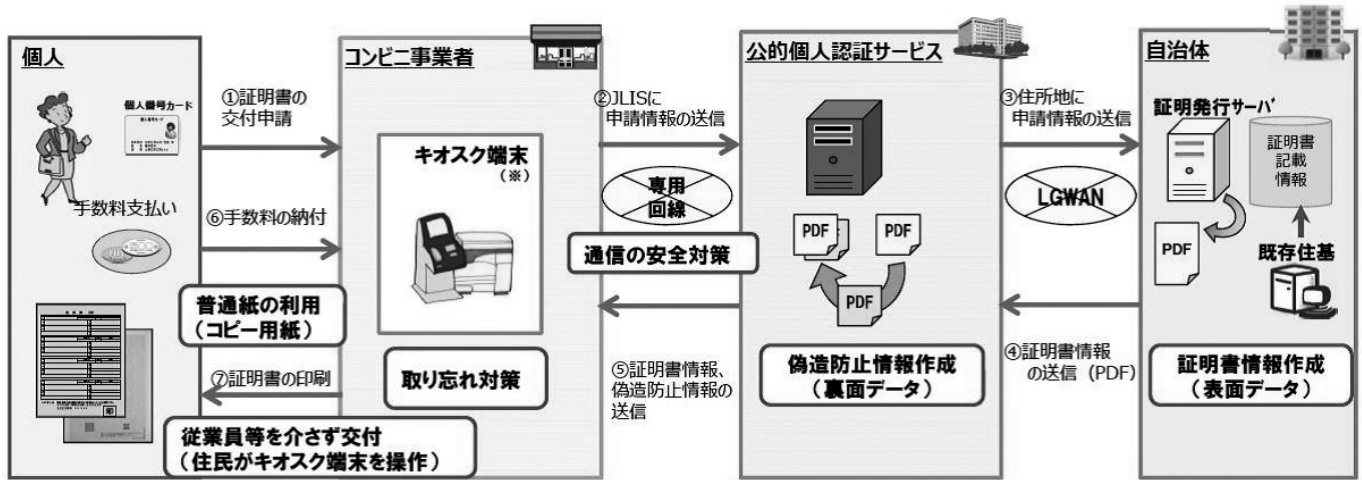 個人
個人番号カード
①証明書の
交付申請
手数料支払い
⑥手数料の納付
普通紙の利用
（コピー用紙）
⑦証明書の印刷
従業員等を介さず交付
（住民がキオスク端末を操作）
コンビニ事業者
キオスク端末
（※）
取り忘れ対策
②JLISに
申請情報の送信
専用
回線
通信の安全対策
⑤証明書情報、
偽造防止情報の
送信
公的個人認証サービス
PDF
PDF
PDF
偽造防止情報作成
（裏面データ）
③住所地に
申請情報の送信
LGWAN
④証明書情報
の送信（PDF）
自治体
証明発行サーバ
証明書
記載
情報
PDF
既存住基
証明書情報作成
（表面データ）